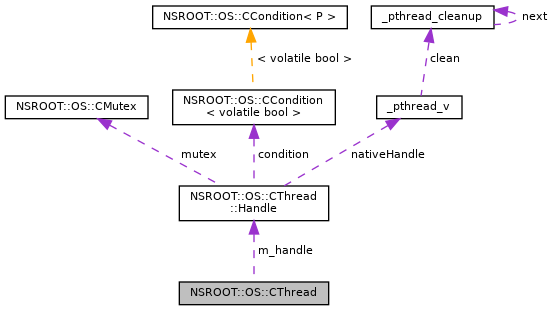 NSROOT::OS::CCondition< P >
_pthread_cleanup
next
< volatile bool >
clean
NSROOT::OS::CMutex
NSROOT::OS::CCondition
< volatile bool >
_pthread_v
mutex
condition
nativeHandle
NSROOT::OS::CThread
::Handle
m_handle
NSROOT::OS::CThread